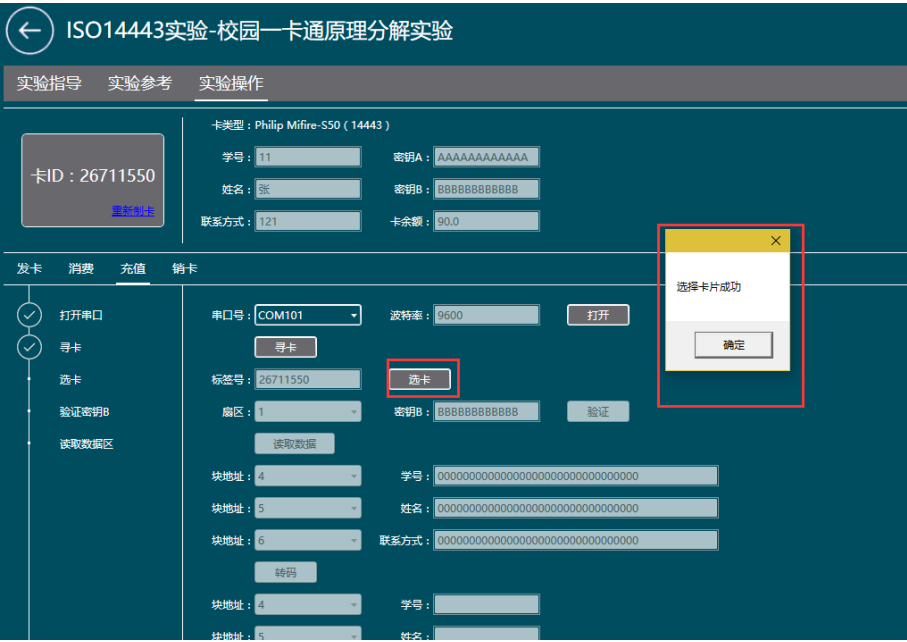 ISO14443实验-校园一卡通原理分解实验
实验指导 实验参考 实验操作
卡类型：Philip Mifire-S50 ( 14443 )
卡ID：26711550
重新制卡
学号：11 密钥A：AAAAAAAAAAAA
姓名：张 密钥B：BBBBBBBBBBBB
联系方式：121 卡余额：90.0
选择卡片成功
确定
发卡 消费 充值 销卡
打开串口 串口号：COM101 波特率：9600 打开
寻卡 寻卡
选卡 标签号：26711550 选卡
验证密钥B 扇区：1 密钥B：BBBBBBBBBBBB 验证
读取数据区 读取数据
块地址：4 学号：00000000000000000000000000000000
块地址：5 姓名：00000000000000000000000000000000
块地址：6 联系方式：00000000000000000000000000000000
转码
块地址：4 学号：
块地址：5 姓名：